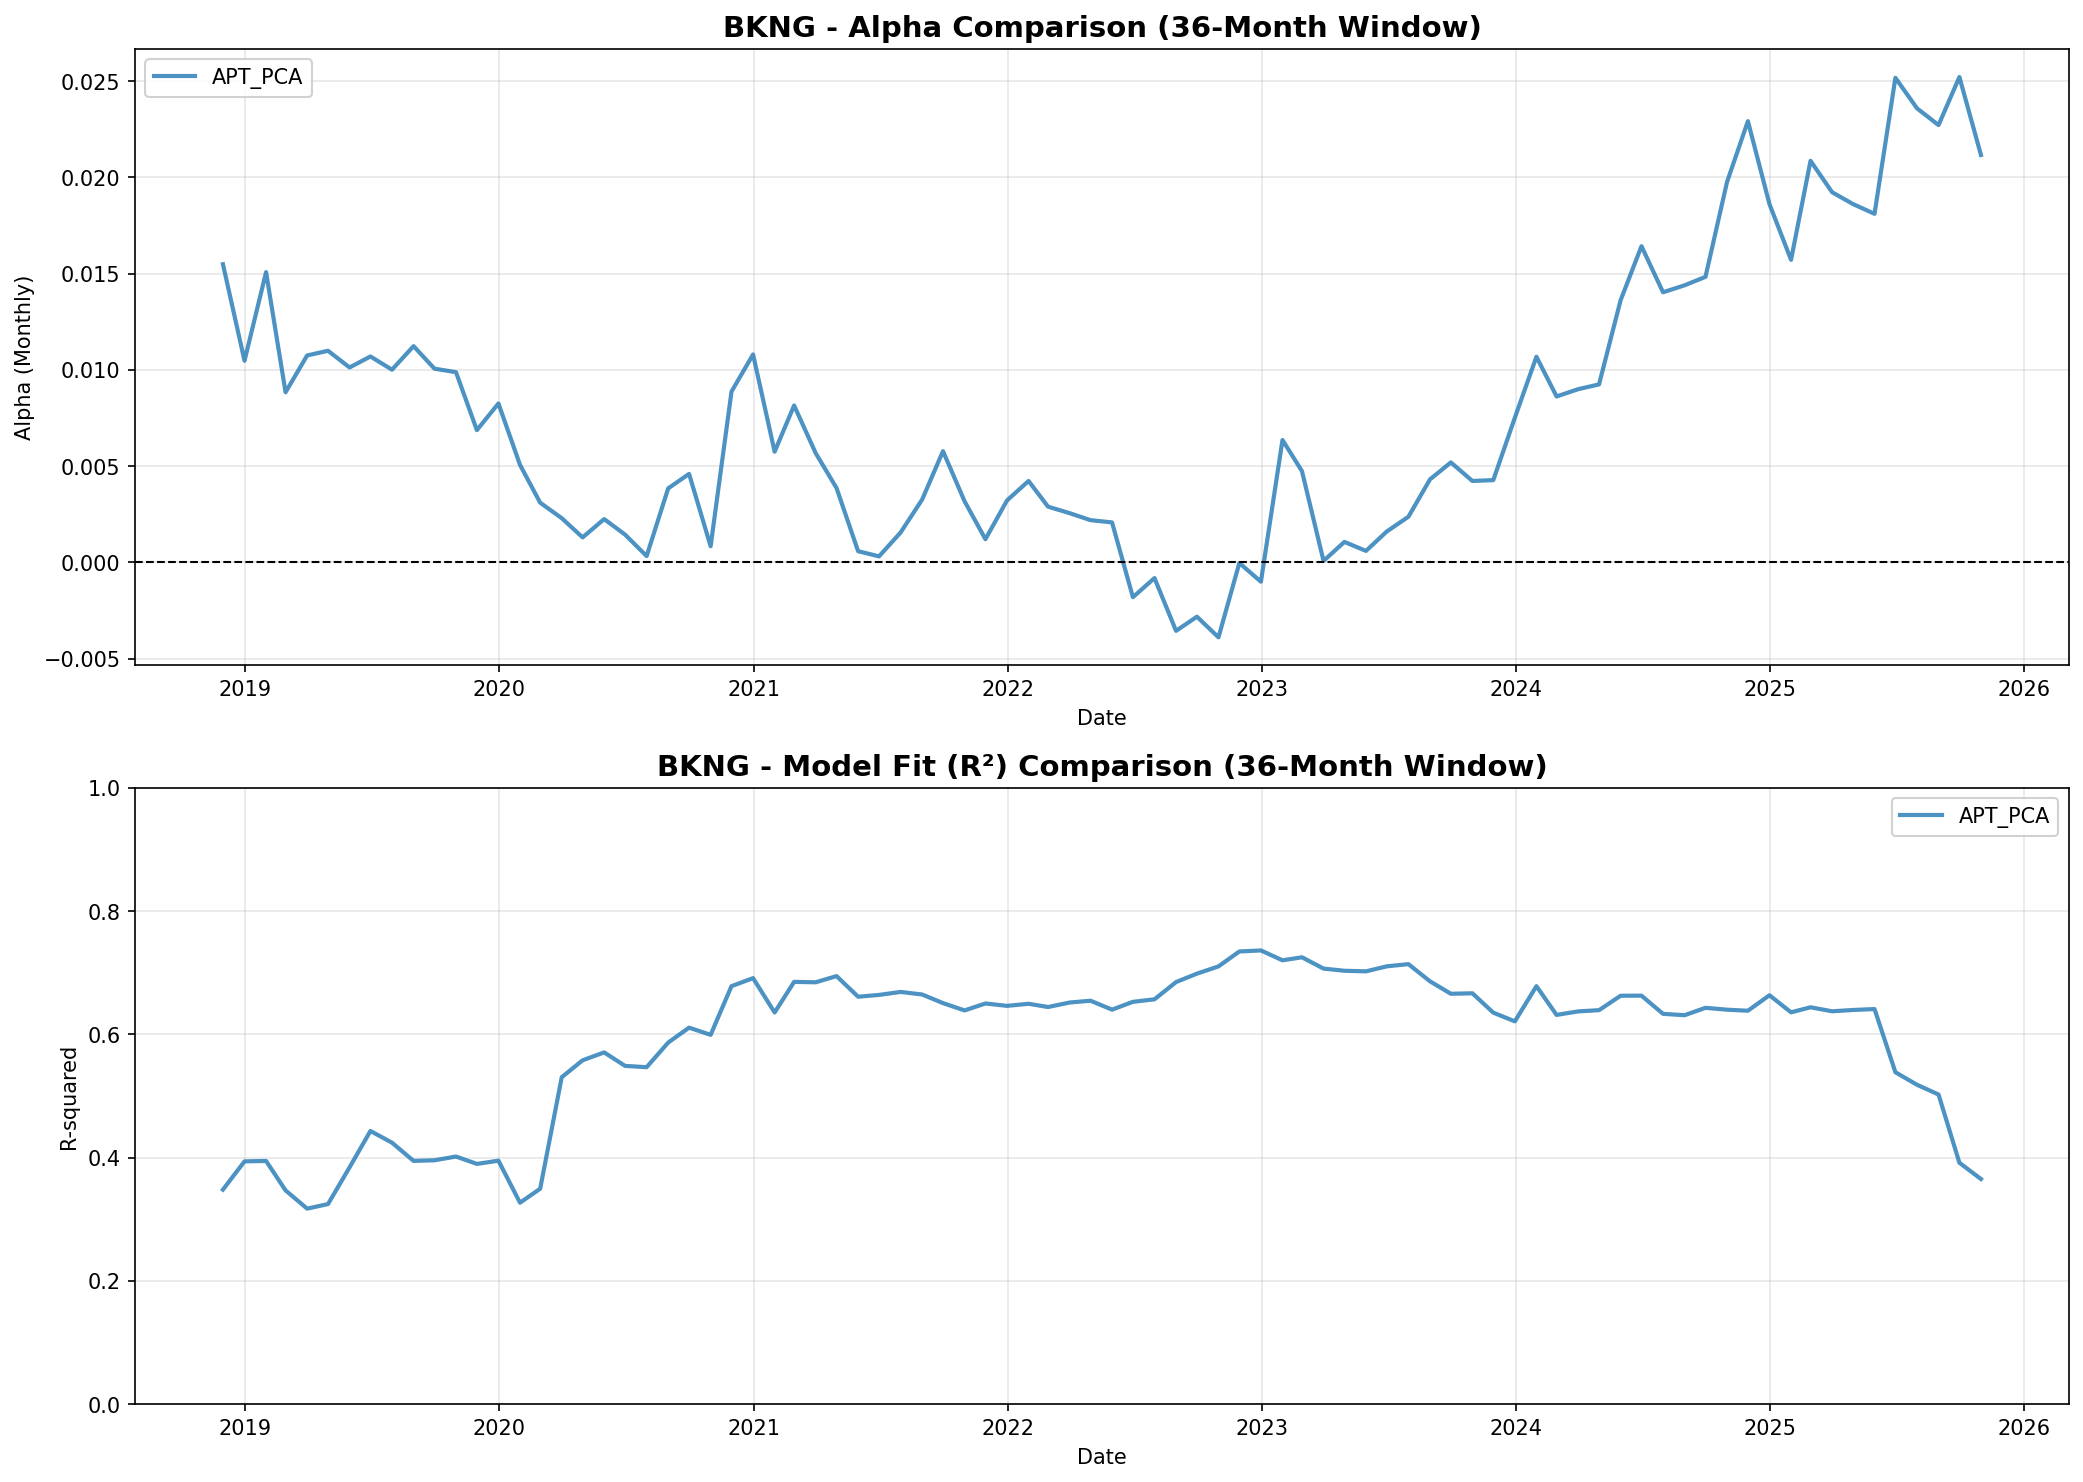 BKNG - Alpha Comparison (36-Month Window)
APT_PCA
Alpha (Monthly)
0.025
0.020
0.015
0.010
0.005
0.000
−0.005
2019 2020 2021 2022 2023 2024 2025 2026
Date
BKNG - Model Fit (R²) Comparison (36-Month Window)
APT_PCA
R-squared
1.0
0.8
0.6
0.4
0.2
0.0
2019 2020 2021 2022 2023 2024 2025 2026
Date